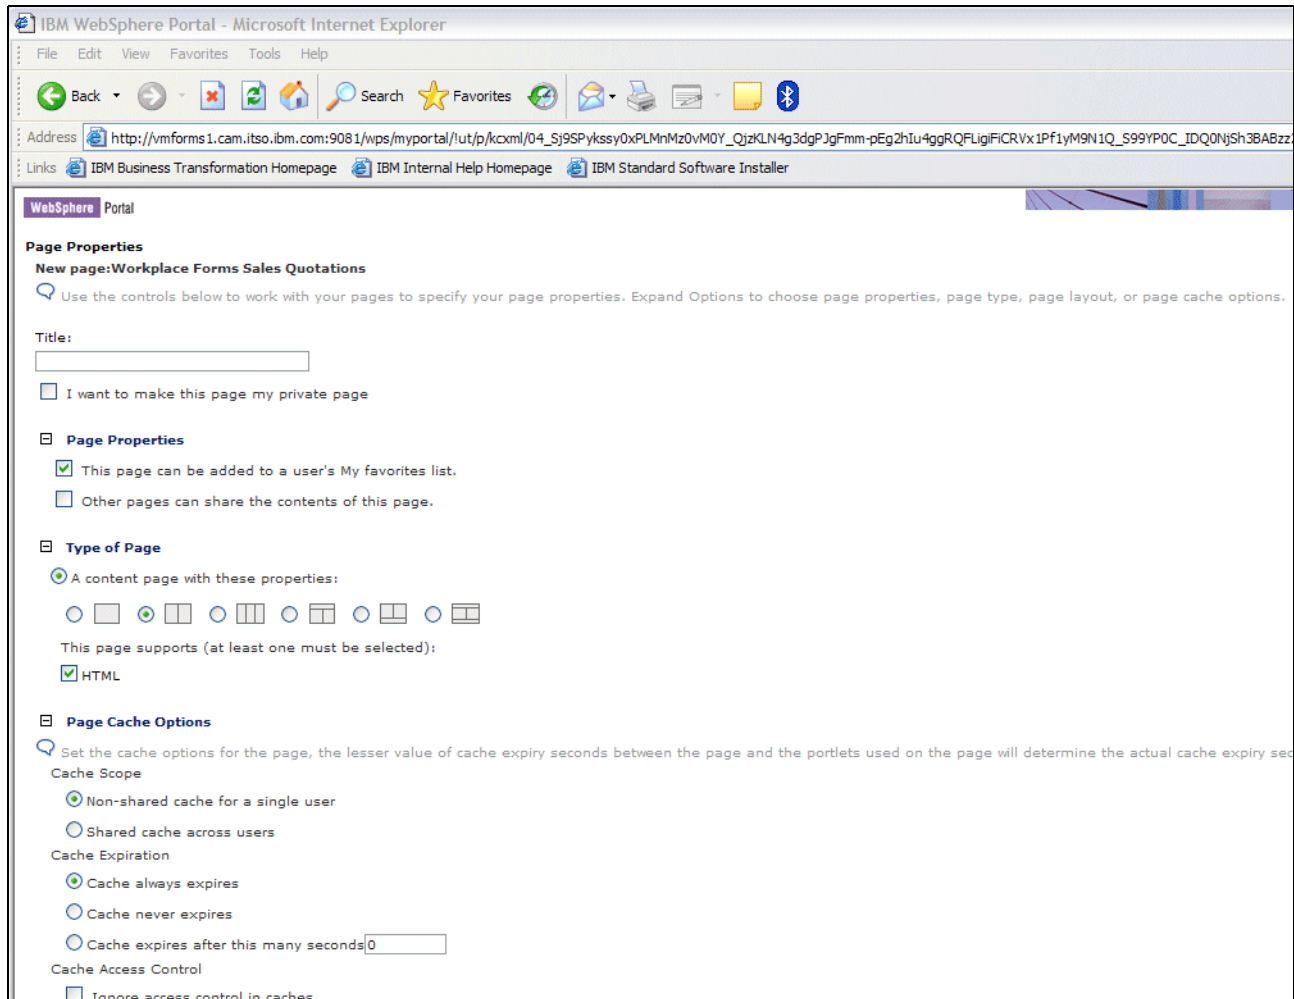 IBM WebSphere Portal - Microsoft Internet Explorer
File Edit View Favorites Tools Help
Back Search Favorites
Address http://vmforms1.cam.itso.ibm.com:9081/wps/myportal/!ut/p/kcxml/04_Sj9SPykssy0xPLMnMz0vM0Y_QjzKLN4g3dgPJgFmm-pEg2hIu4ggRQFLigiFiCRVx1Pf1yM9N1Q_S99YP0C_IDQ0NjSh3BABzz
Links IBM Business Transformation Homepage IBM Internal Help Homepage IBM Standard Software Installer
WebSphere Portal
Page Properties
New page:Workplace Forms Sales Quotations
Use the controls below to work with your pages to specify your page properties. Expand Options to choose page properties, page type, page layout, or page cache options.
Title:
I want to make this page my private page
Page Properties
This page can be added to a user's My favorites list.
Other pages can share the contents of this page.
Type of Page
A content page with these properties:
This page supports (at least one must be selected):
HTML
Page Cache Options
Set the cache options for the page, the lesser value of cache expiry seconds between the page and the portlets used on the page will determine the actual cache expiry sec
Cache Scope
Non-shared cache for a single user
Shared cache across users
Cache Expiration
Cache always expires
Cache never expires
Cache expires after this many seconds 0
Cache Access Control
Ignore access control in caches